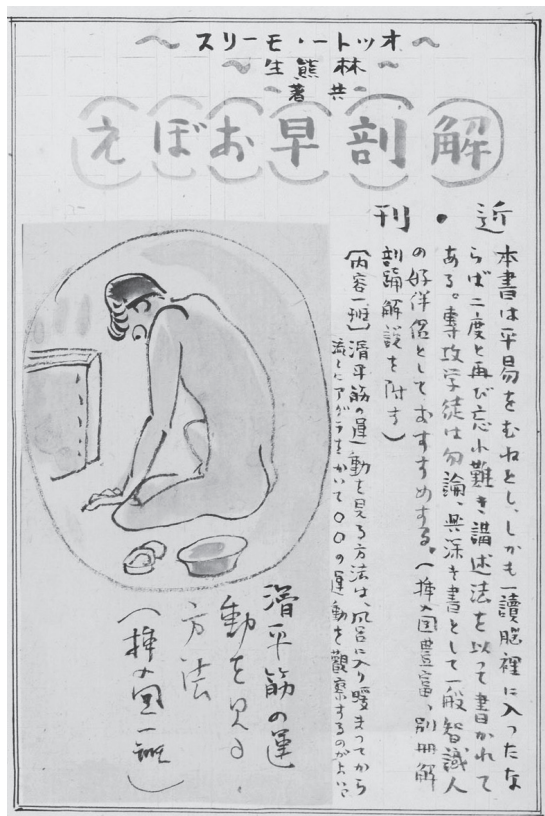 オットー・モーリス
林熊生
共著
解剖早おぼえ
近・刊
本書は平易をむねとし、しかも一讀脳裡に入ったな
らば二度と再び忘れ難き講述法を以って書かれて
ある。専攻学徒は勿論、興深き書として一般智識人
の好伴侶としておすすめする。(挿入図豊富、別冊解
剖踊解説を附す)
【内容一班】滑平筋の運動を見る方法は、風呂に入り暖まってから
流しにアグラをかいて〇〇の運動を観察するのがよい
滑平筋の運
動を見る
方法
(挿入図一班)